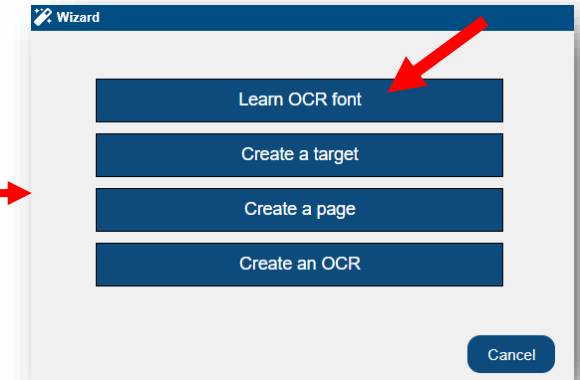 Wizard
Learn OCR font
Create a target
Create a page
Create an OCR
Cancel